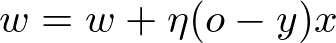 w = w + η(o − y)x